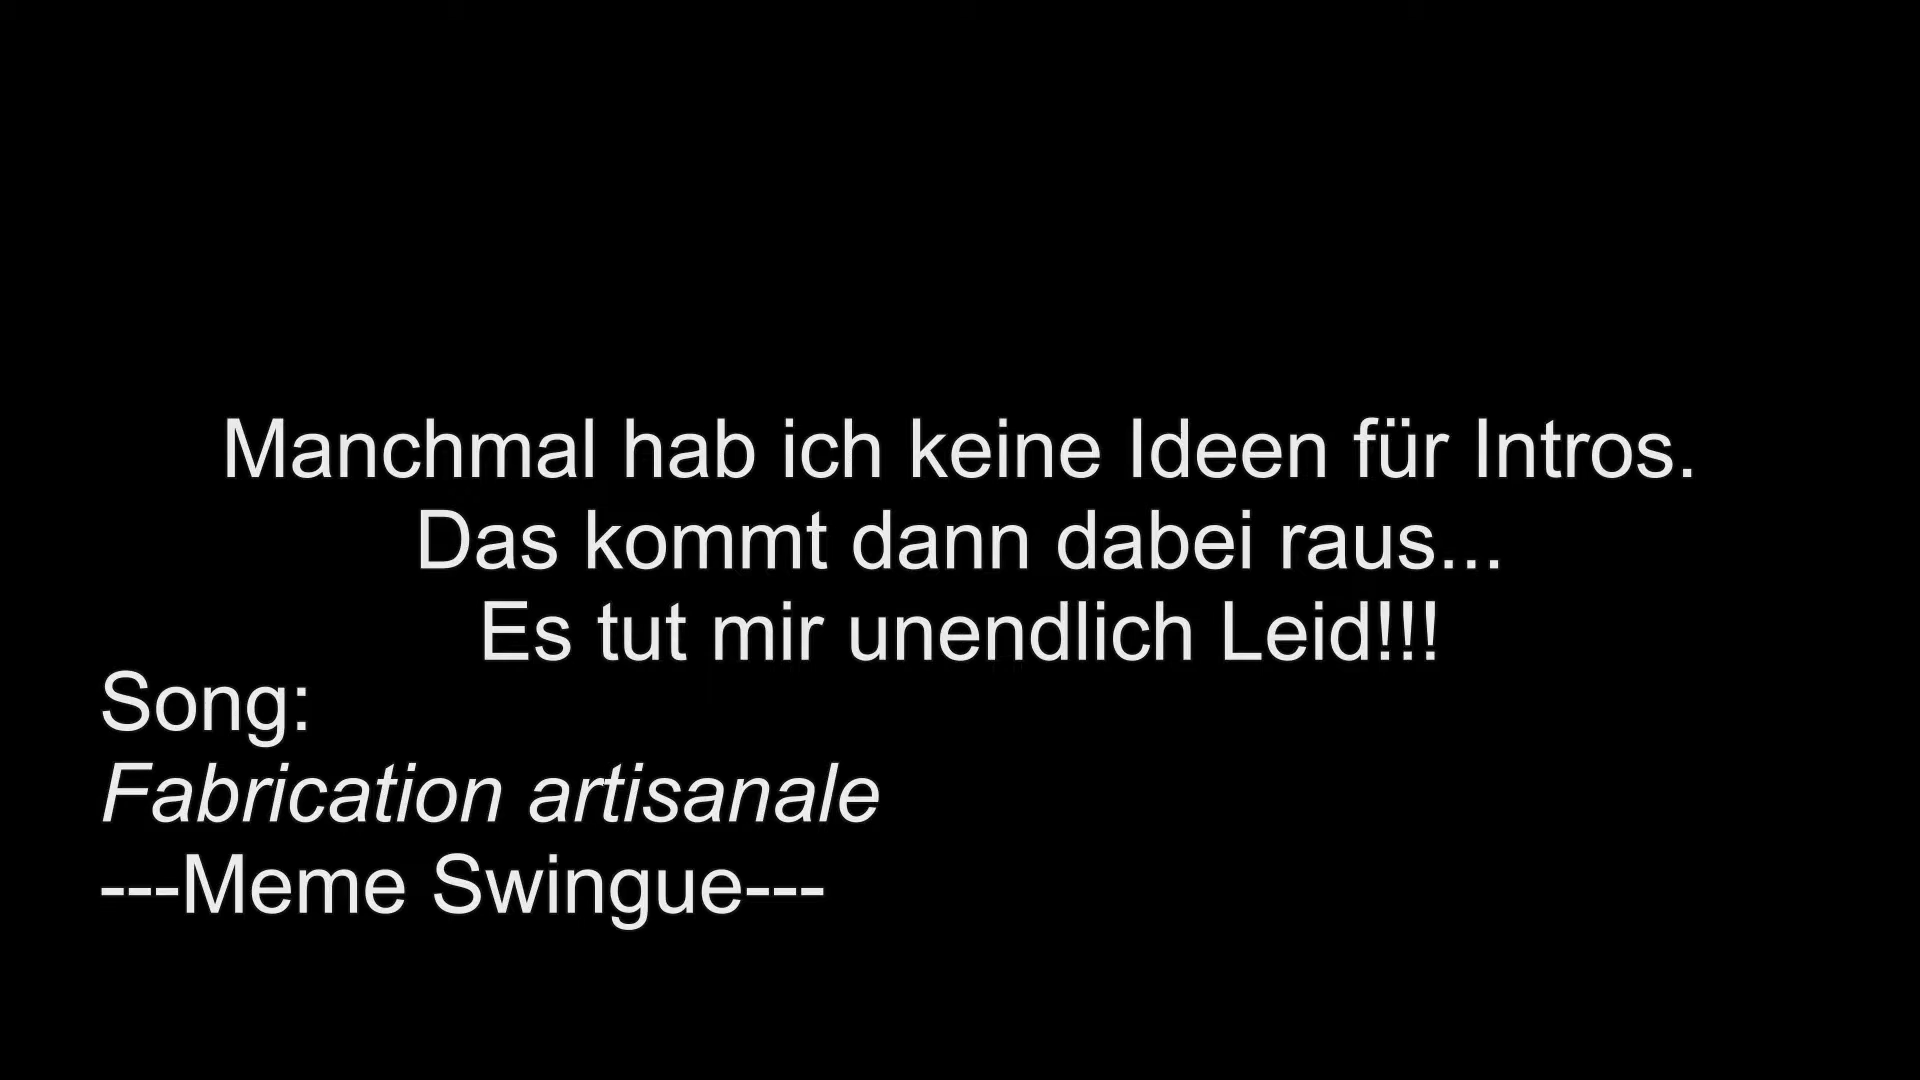 Manchmal hab ich keine Ideen für Intros.
Das kommt dann dabei raus...
Es tut mir unendlich Leid!!!
Song:
Fabrication artisanale
---Meme Swingue---